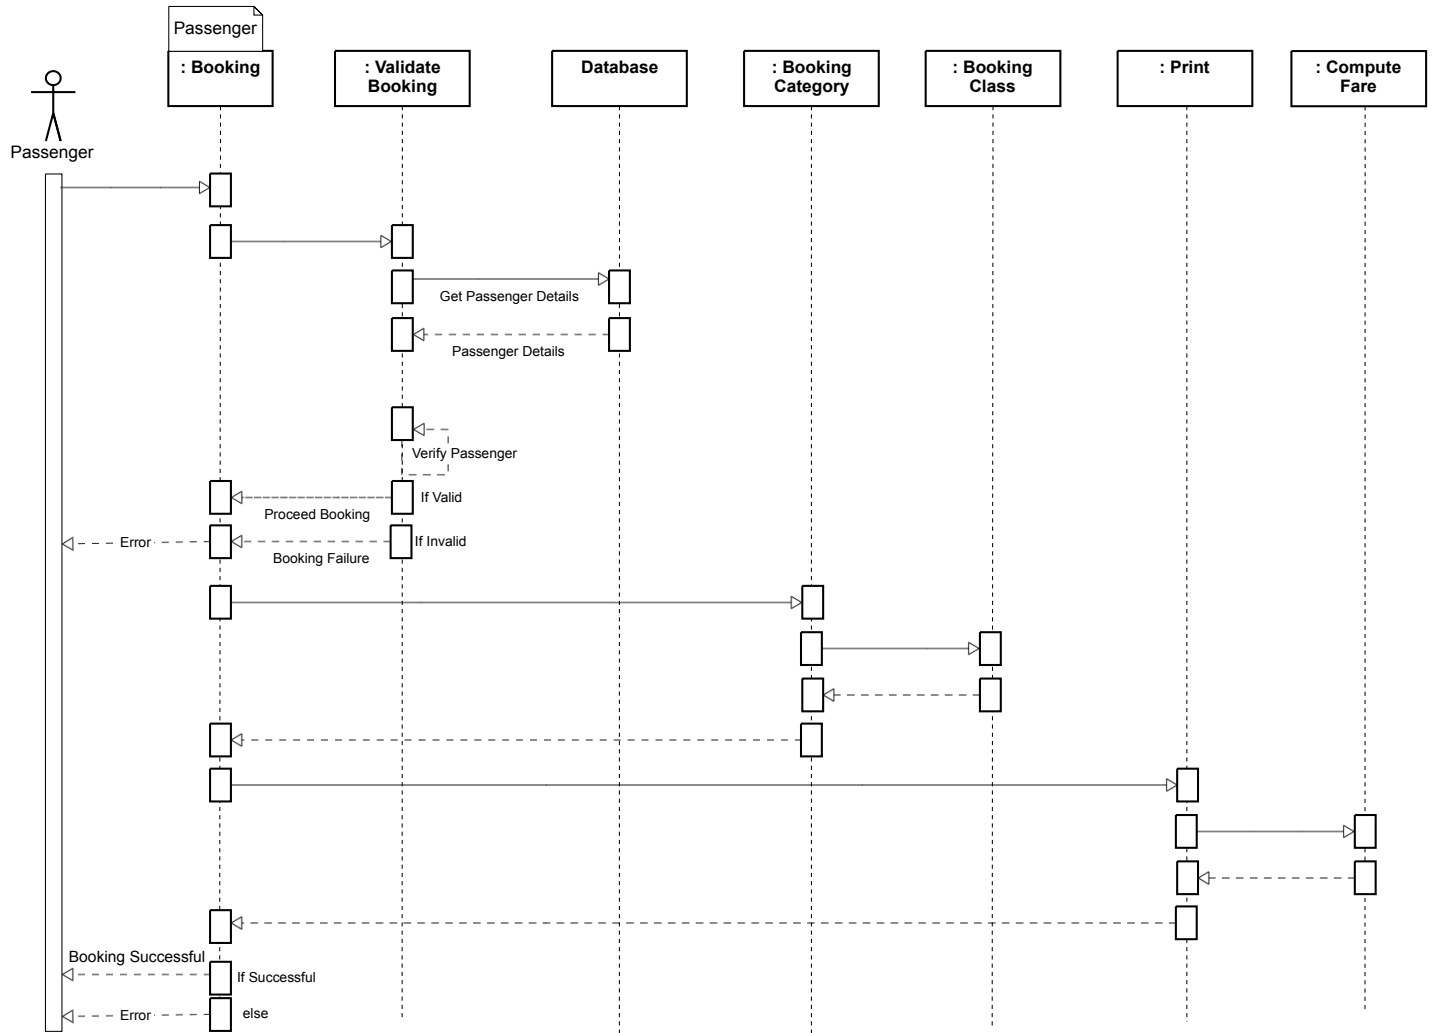 Passenger
: Booking
: Validate
Booking
Database
: Booking
Category
: Booking
Class
: Print
: Compute
Fare
Passenger
Get Passenger Details
Passenger Details
Verify Passenger
If Valid
Proceed Booking
Error
If Invalid
Booking Failure
Booking Successful
If Successful
Error
else